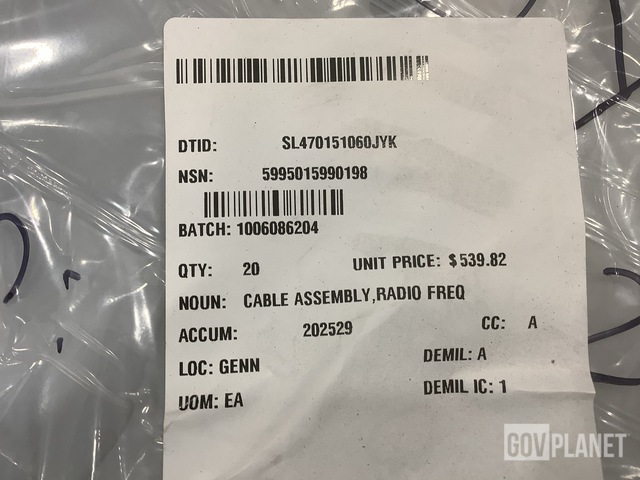 DTID: SL470151060JYK
NSN: 5995015990198
BATCH: 1006086204
QTY: 20 UNIT PRICE: $539.82
NOUN: CABLE ASSEMBLY,RADIO FREQ
ACCUM: 202529 CC: A
LOC: GENN DEMIL: A
UOM: EA DEMIL IC: 1
GOVPLANET